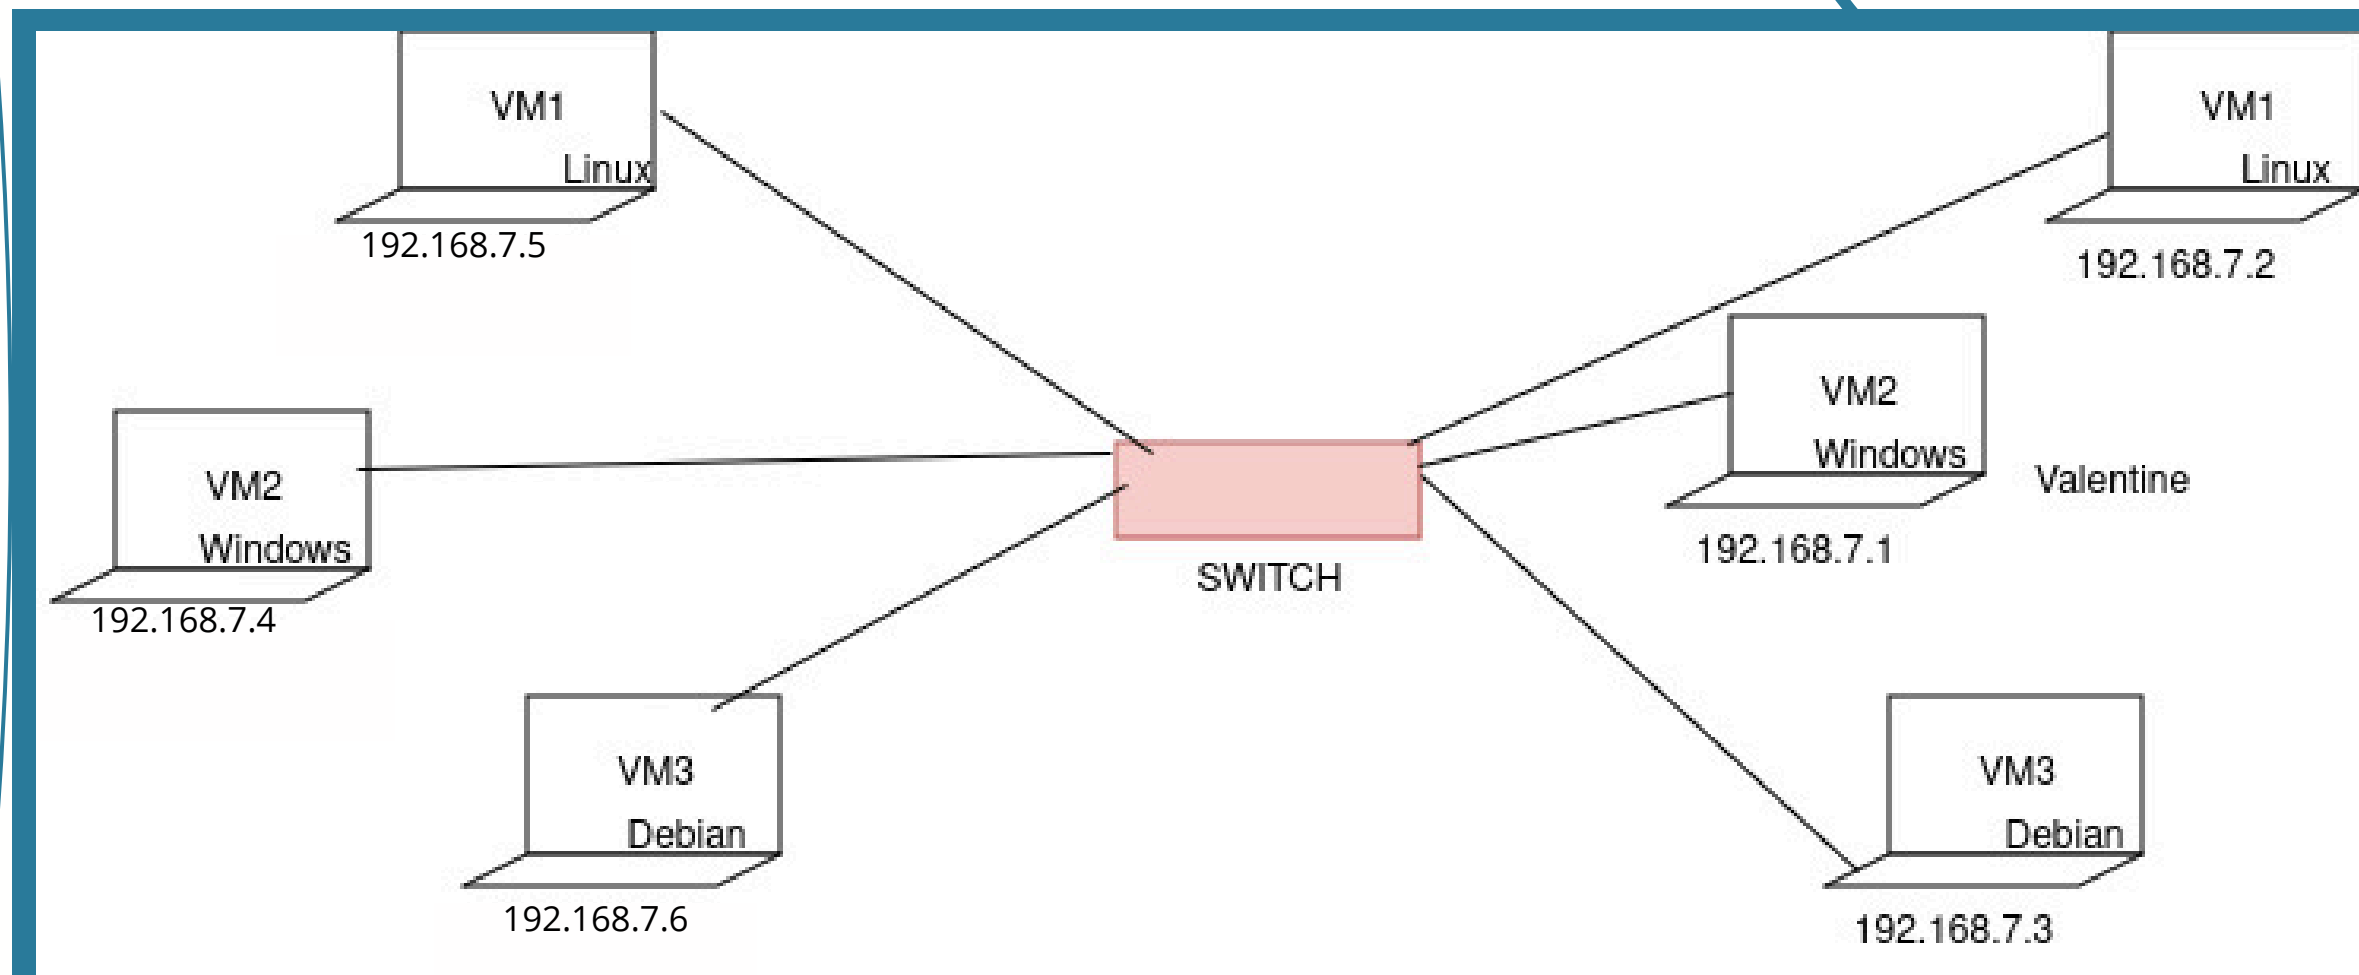 VM1
Linux
192.168.7.5
VM1
Linux
192.168.7.2
VM2
Windows
192.168.7.4
SWITCH
VM2
Windows
Valentine
192.168.7.1
VM3
Debian
192.168.7.6
VM3
Debian
192.168.7.3